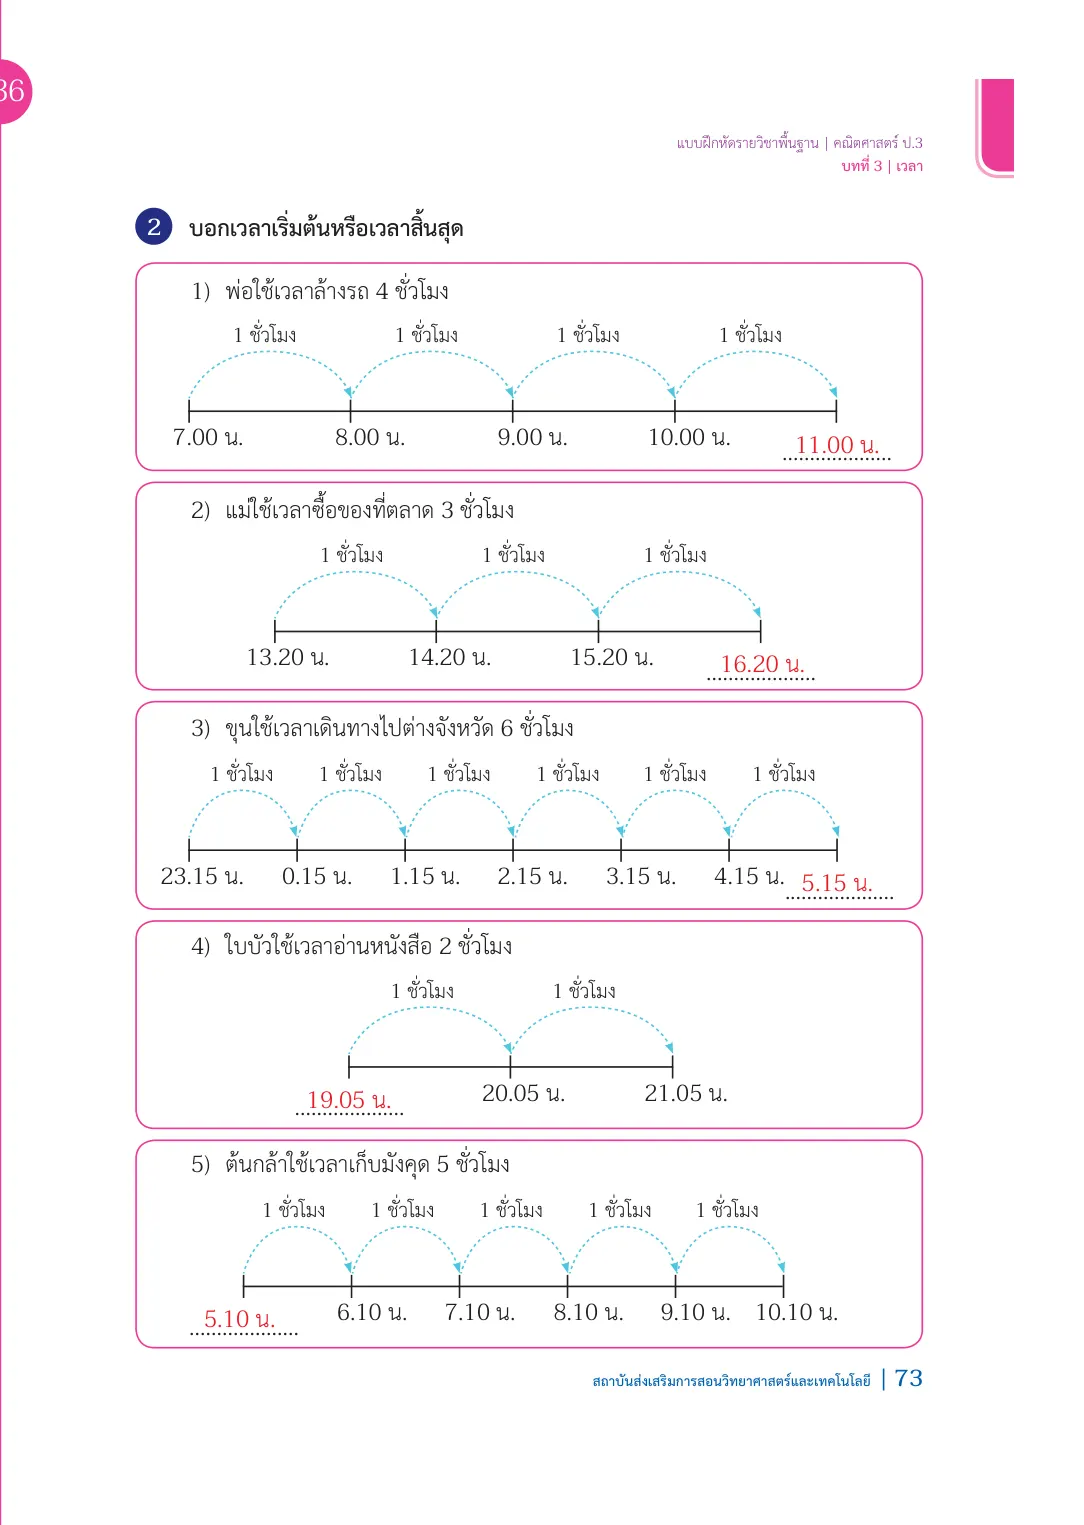 36
แบบฝึกหัดรายวิชาพื้นฐาน | คณิตศาสตร์ ป.3
บทที่ 3 | เวลา
2 บอกเวลาเริ่มต้นหรือเวลาสิ้นสุด
1) พ่อใช้เวลาล้างรถ 4 ชั่วโมง
1 ชั่วโมง 1 ชั่วโมง 1 ชั่วโมง 1 ชั่วโมง
7.00 น. 8.00 น. 9.00 น. 10.00 น. 11.00 น.
2) แม่ใช้เวลาซื้อของที่ตลาด 3 ชั่วโมง
1 ชั่วโมง 1 ชั่วโมง 1 ชั่วโมง
13.20 น. 14.20 น. 15.20 น. 16.20 น.
3) ขุนใช้เวลาเดินทางไปต่างจังหวัด 6 ชั่วโมง
1 ชั่วโมง 1 ชั่วโมง 1 ชั่วโมง 1 ชั่วโมง 1 ชั่วโมง 1 ชั่วโมง
23.15 น. 0.15 น. 1.15 น. 2.15 น. 3.15 น. 4.15 น. 5.15 น.
4) ใบบัวใช้เวลาอ่านหนังสือ 2 ชั่วโมง
1 ชั่วโมง 1 ชั่วโมง
19.05 น. 20.05 น. 21.05 น.
5) ต้นกล้าใช้เวลาเก็บมังคุด 5 ชั่วโมง
1 ชั่วโมง 1 ชั่วโมง 1 ชั่วโมง 1 ชั่วโมง 1 ชั่วโมง
5.10 น. 6.10 น. 7.10 น. 8.10 น. 9.10 น. 10.10 น.
สถาบันส่งเสริมการสอนวิทยาศาสตร์และเทคโนโลยี | 73